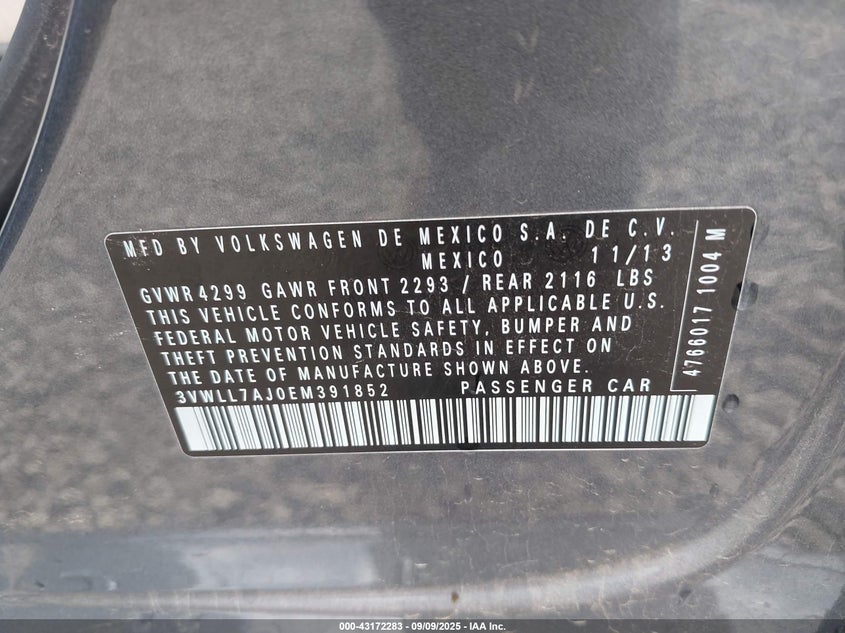 MFD BY VOLKSWAGEN DE MEXICO S.A. DE C.V.
MEXICO 11/13
GVWR 4299 GAWR FRONT 2293 / REAR 2116 LBS
THIS VEHICLE CONFORMS TO ALL APPLICABLE U.S.
FEDERAL MOTOR VEHICLE SAFETY, BUMPER AND
THEFT PREVENTION STANDARDS IN EFFECT ON
THE DATE OF MANUFACTURE SHOWN ABOVE.
3VWLL7AJ0EM391852 PASSENGER CAR
4766017 1004 M
000-43172283 / 09/09/2025 - IAA Inc.